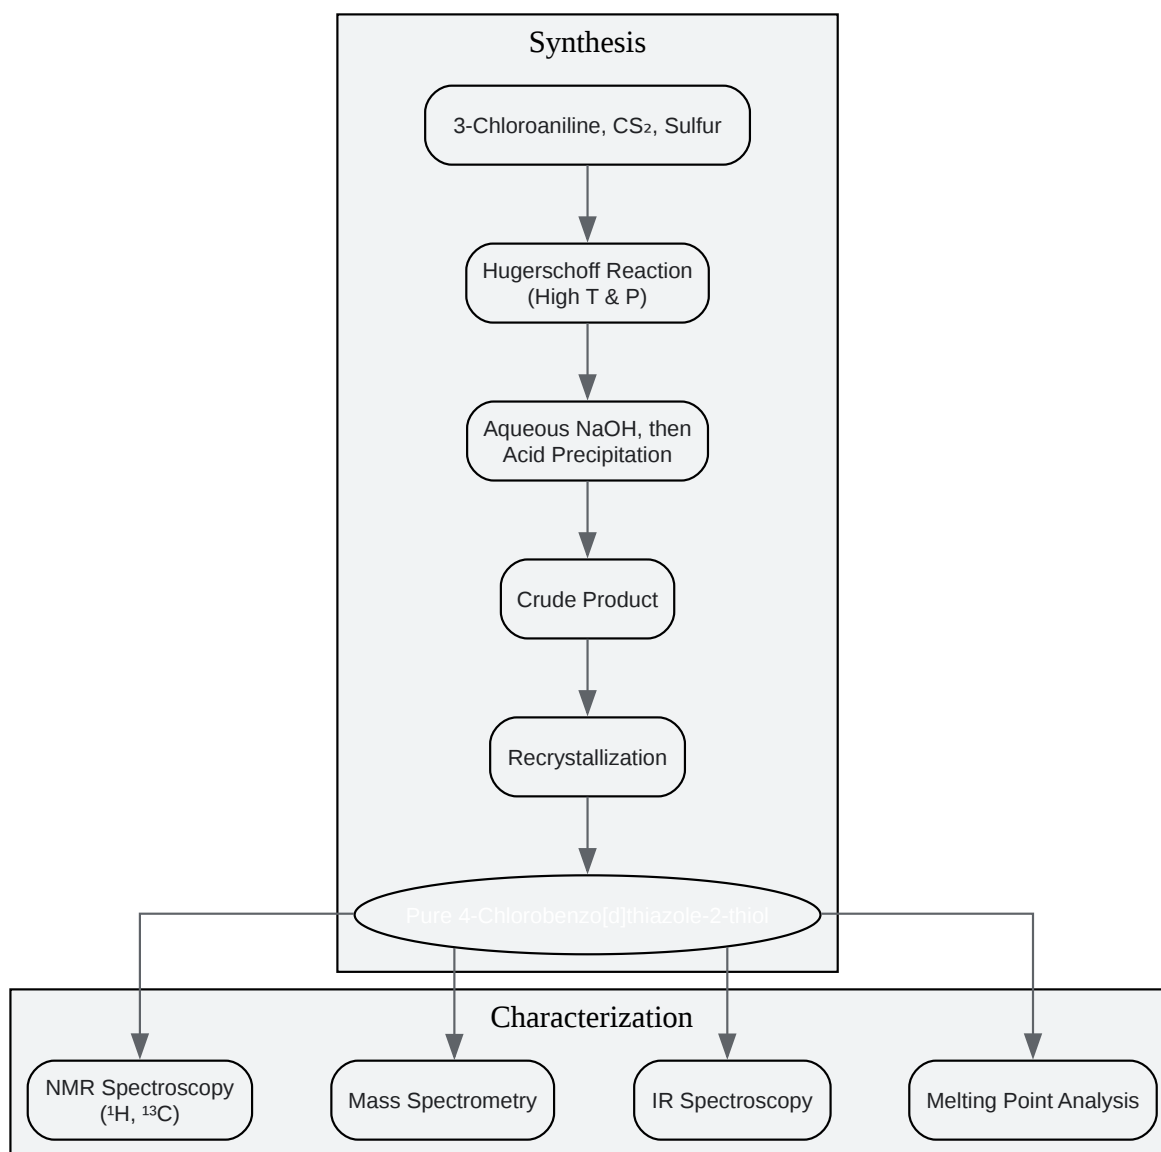 Synthesis
3-Chloroaniline, CS₂, Sulfur
Hugerschoff Reaction
(High T & P)
Aqueous NaOH, then
Acid Precipitation
Crude Product
Recrystallization
Pure 4-Chlorobenzo[d]thiazole-2-thiol
Characterization
NMR Spectroscopy
(¹H, ¹³C)
Mass Spectrometry
IR Spectroscopy
Melting Point Analysis